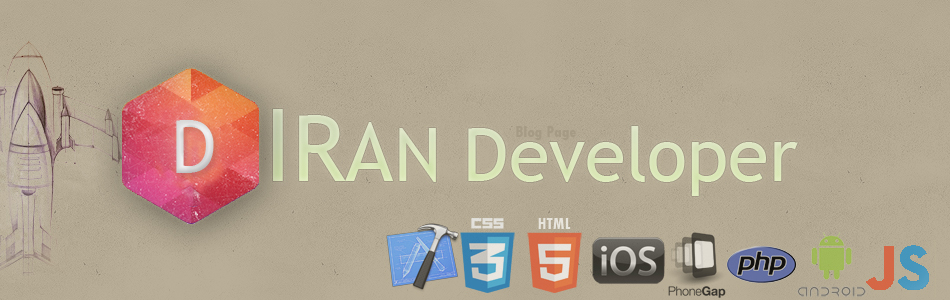 Blog Page
D IRAN Developer
CSS HTML
3 5 iOS php JS
PhoneGap ANDROID